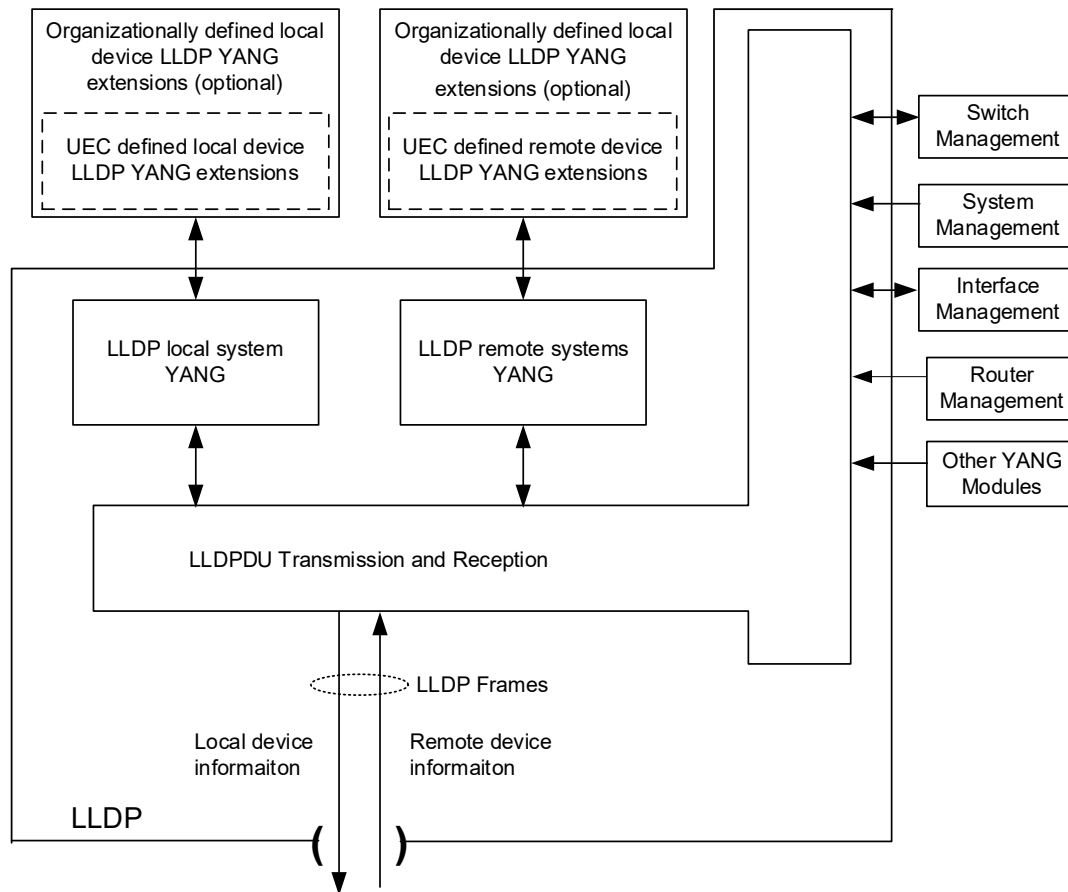 Organizationally defined local
device LLDP YANG
extensions (optional)
UEC defined local device
LLDP YANG extensions
Organizationally defined local
device LLDP YANG
extensions (optional)
UEC defined remote device
LLDP YANG extensions
Switch
Management
System
Management
Interface
Management
Router
Management
Other YANG
Modules
LLDP local system
YANG
LLDP remote systems
YANG
LLDPDU Transmission and Reception
LLDP Frames
Local device
informaiton
Remote device
informaiton
LLDP
( )